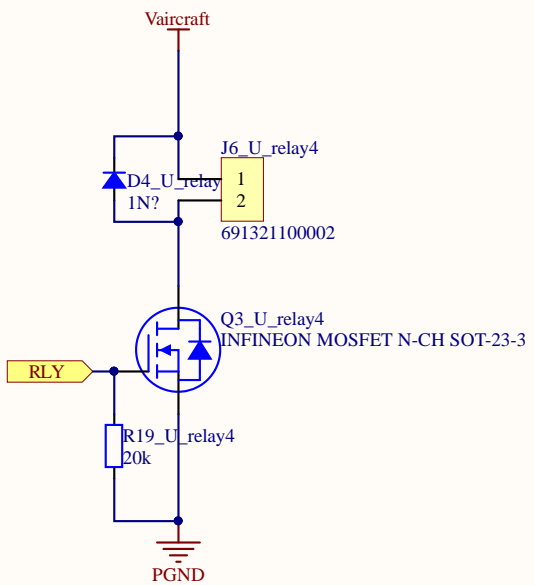 Vaircraft
J6_U_relay4
D4_U_relay
1
1N?
2
691321100002
Q3_U_relay4
INFINEON MOSFET N-CH SOT-23-3
RLY
R19_U_relay4
20k
PGND